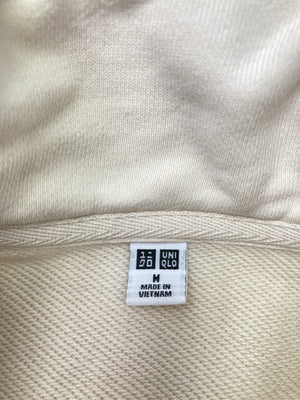 ユニ UNI
クロ QLO
M
MADE IN
VIETNAM